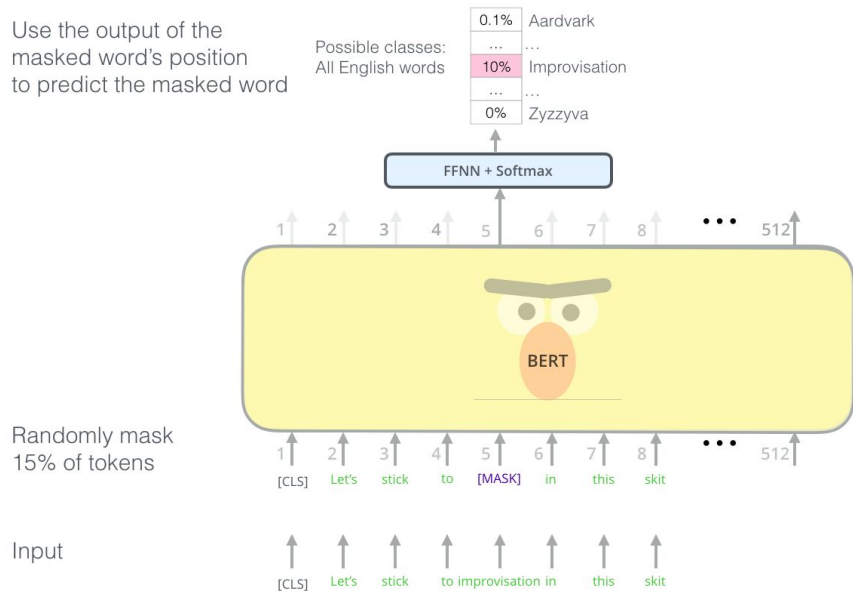 Use the output of the
masked word's position
to predict the masked word
Possible classes:
All English words
0.1% Aardvark
... ...
10% Improvisation
... ...
0% Zyzzyva
FFNN + Softmax
1 2 3 4 5 6 7 8 ••• 512
BERT
Randomly mask
15% of tokens
1 2 3 4 5 6 7 8 ••• 512
[CLS] Let's stick to [MASK] in this skit
Input
[CLS] Let's stick to improvisation in this skit